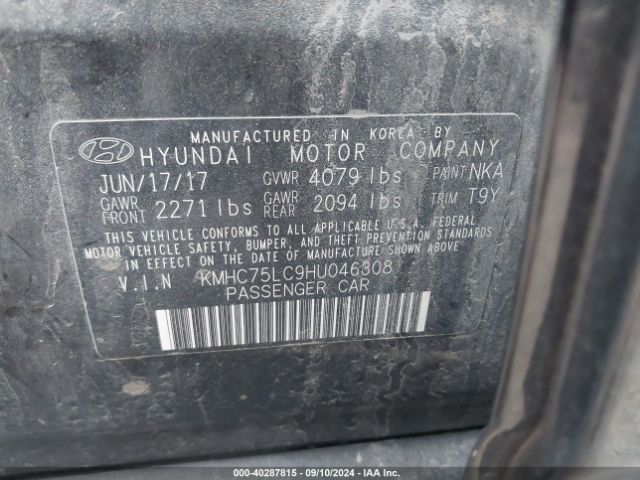 MANUFACTURED IN KOREA BY
HYUNDAI MOTOR COMPANY
JUN/17/17 GVWR 4079 lbs PAINT NKA
GAWR FRONT 2271 lbs GAWR REAR 2094 lbs TRIM T9Y
THIS VEHICLE CONFORMS TO ALL APPLICABLE U.S.A. FEDERAL
MOTOR VEHICLE SAFETY, BUMPER, AND THEFT PREVENTION STANDARDS
IN EFFECT ON THE DATE OF MANUFACTURE SHOWN ABOVE
V.I.N KMHC75LC9HU046308
PASSENGER CAR
000-40287815 - 09/10/2024 - IAA Inc.